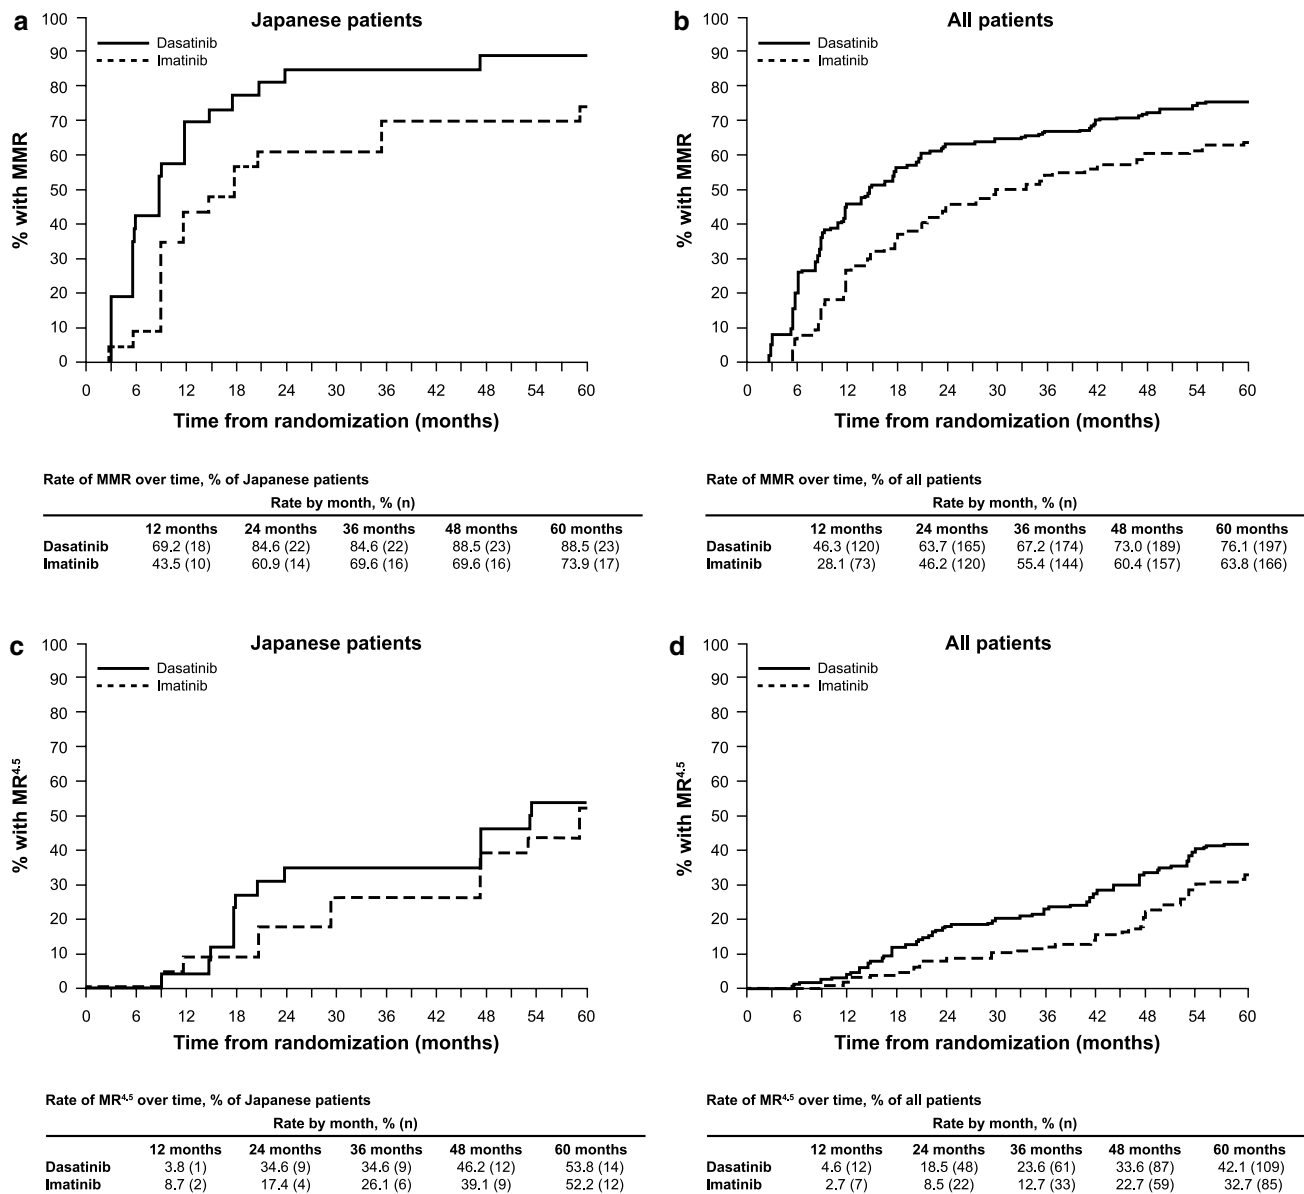 a
Japanese patients
Dasatinib
Imatinib
% with MMR
100
90
80
70
60
50
40
30
20
10
0
0 6 12 18 24 30 36 42 48 54 60
Time from randomization (months)
Rate of MMR over time, % of Japanese patients
Rate by month, % (n)
12 months 24 months 36 months 48 months 60 months
Dasatinib 69.2 (18) 84.6 (22) 84.6 (22) 88.5 (23) 88.5 (23)
Imatinib 43.5 (10) 60.9 (14) 69.6 (16) 69.6 (16) 73.9 (17)
b
All patients
Dasatinib
Imatinib
% with MMR
100
90
80
70
60
50
40
30
20
10
0
0 6 12 18 24 30 36 42 48 54 60
Time from randomization (months)
Rate of MMR over time, % of all patients
Rate by month, % (n)
12 months 24 months 36 months 48 months 60 months
Dasatinib 46.3 (120) 63.7 (165) 67.2 (174) 73.0 (189) 76.1 (197)
Imatinib 28.1 (73) 46.2 (120) 55.4 (144) 60.4 (157) 63.8 (166)
c
Japanese patients
Dasatinib
Imatinib
% with MR4.5
100
90
80
70
60
50
40
30
20
10
0
0 6 12 18 24 30 36 42 48 54 60
Time from randomization (months)
Rate of MR4.5 over time, % of Japanese patients
Rate by month, % (n)
12 months 24 months 36 months 48 months 60 months
Dasatinib 3.8 (1) 34.6 (9) 34.6 (9) 46.2 (12) 53.8 (14)
Imatinib 8.7 (2) 17.4 (4) 26.1 (6) 39.1 (9) 52.2 (12)
d
All patients
Dasatinib
Imatinib
% with MR4.5
100
90
80
70
60
50
40
30
20
10
0
0 6 12 18 24 30 36 42 48 54 60
Time from randomization (months)
Rate of MR4.5 over time, % of all patients
Rate by month, % (n)
12 months 24 months 36 months 48 months 60 months
Dasatinib 4.6 (12) 18.5 (48) 23.6 (61) 33.6 (87) 42.1 (109)
Imatinib 2.7 (7) 8.5 (22) 12.7 (33) 22.7 (59) 32.7 (85)